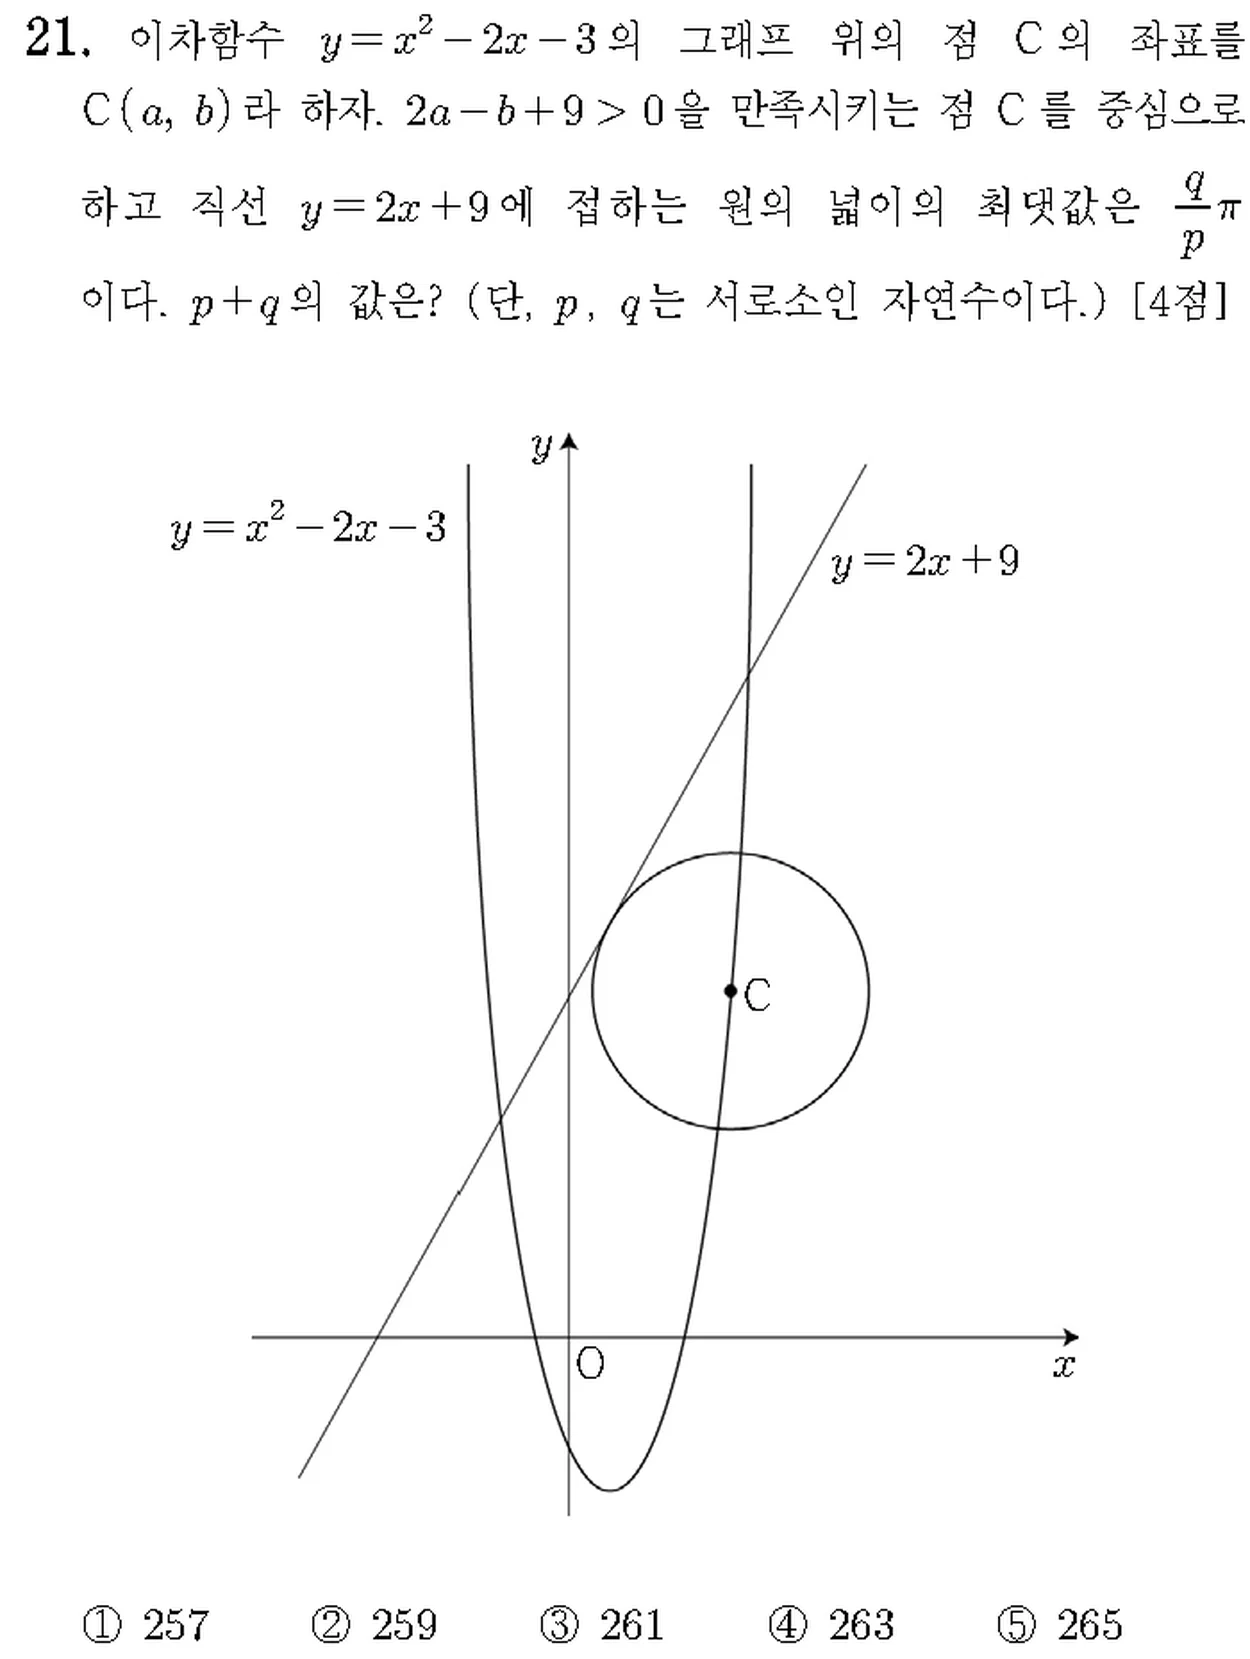 21. 이차함수 y=x²-2x-3의 그래프 위의 점 C의 좌표를
C(a, b)라 하자. 2a-b+9>0을 만족시키는 점 C를 중심으로
하고 직선 y=2x+9에 접하는 원의 넓이의 최댓값은 q/p π
이다. p+q의 값은? (단, p, q는 서로소인 자연수이다.) [4점]
y
y=x²-2x-3
y=2x+9
C
O
x
① 257 ② 259 ③ 261 ④ 263 ⑤ 265